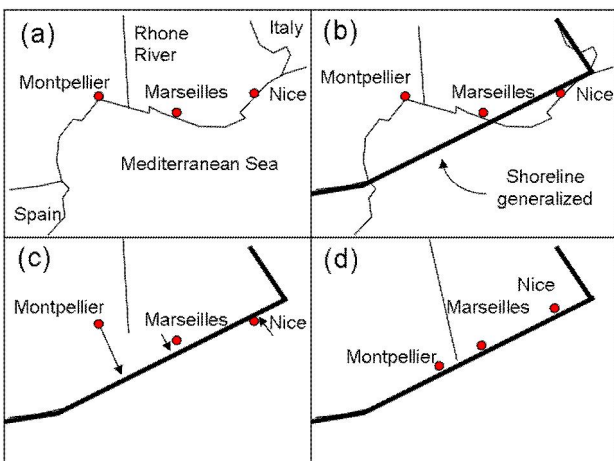 (a)
Rhone
River
Italy
Montpellier
Marseilles
Nice
Mediterranean Sea
Spain
(b)
Montpellier
Marseilles
Nice
Shoreline
generalized
(c)
Montpellier
Marseilles
Nice
(d)
Nice
Marseilles
Montpellier